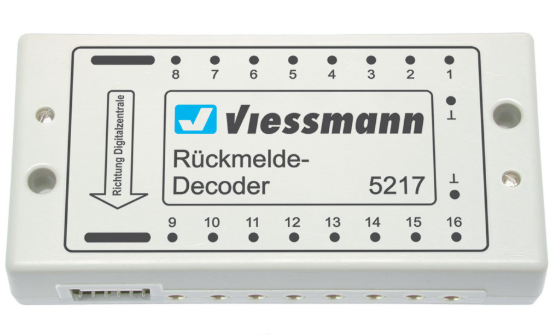 8 7 6 5 4 3 2 1
⊥
Richtung Digitalzentrale
Viessmann
Rückmelde-
Decoder 5217
⊥
9 10 11 12 13 14 15 16